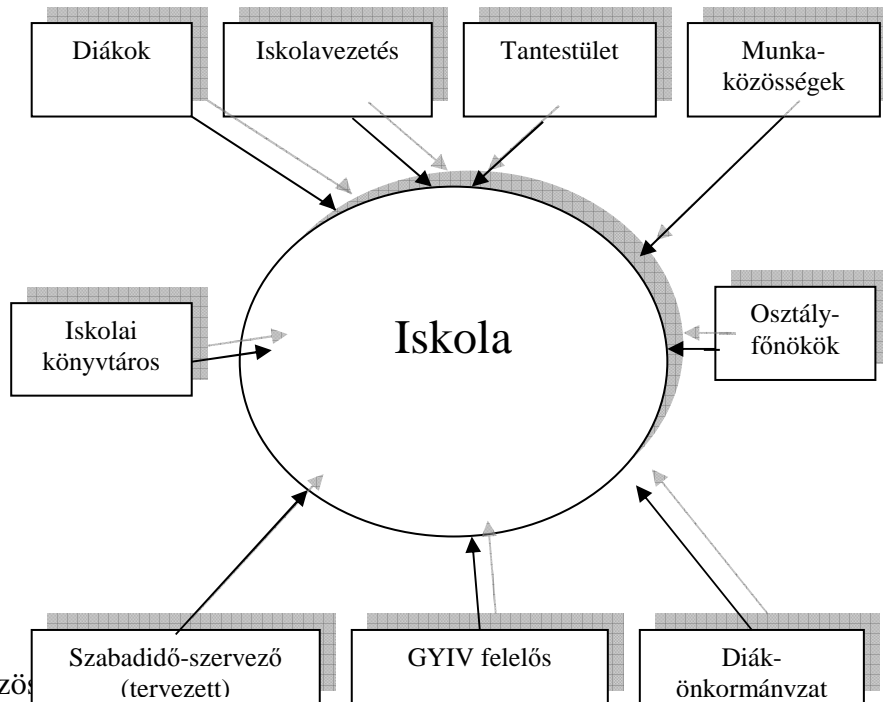 Diákok
Iskolavezetés
Tantestület
Munka-
közösségek
Iskola
Iskolai
könyvtáros
Osztály-
főnökök
Szabadidő-szervező
(tervezett)
GYIV felelős
Diák-
önkormányzat